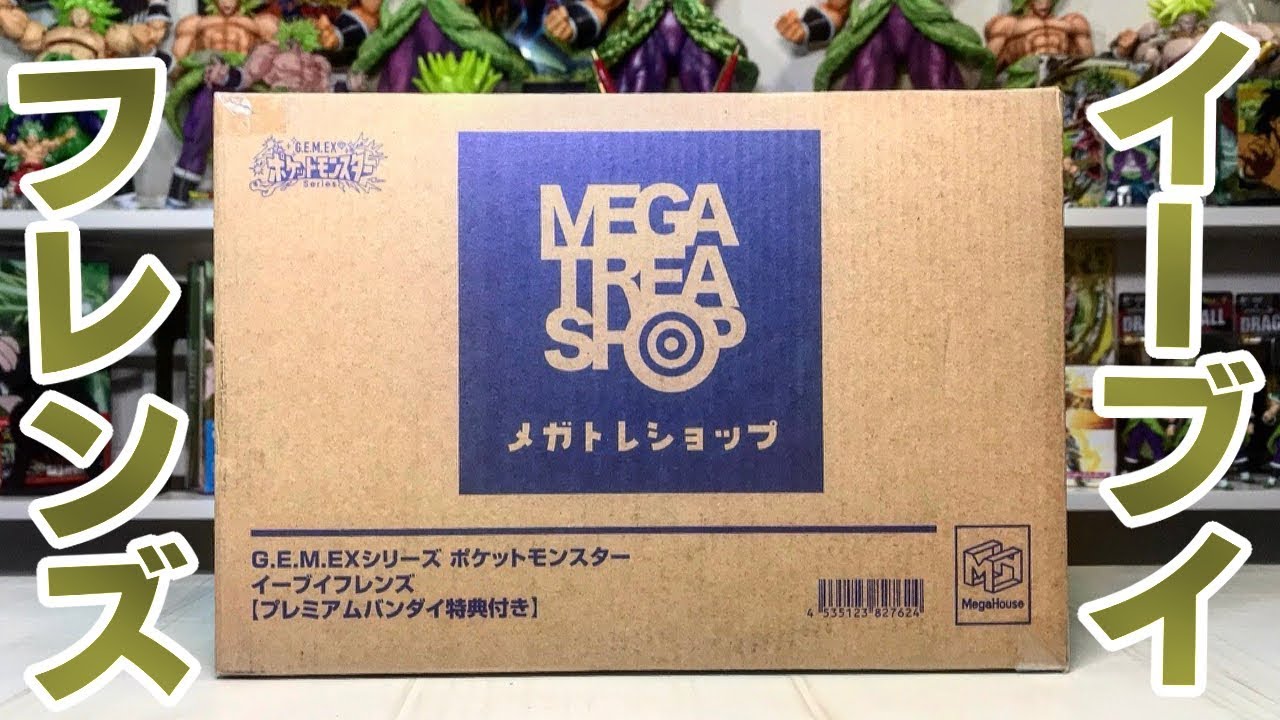 イーブイ
フレンズ
G.E.M.EX
ポケットモンスター
Series
MEGA
TREA
SHOP
メガトレショップ
G.E.M.EXシリーズ ポケットモンスター
イーブイフレンズ
【プレミアムバンダイ特典付き】
4 535123 827624
MegaHouse
DRAG
BALL
DRAG